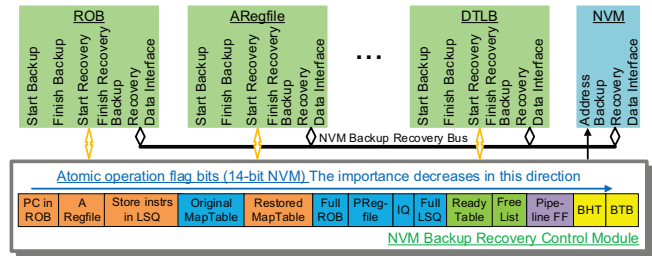 ROB
Start Backup
Finish Backup
Start Recovery
Finish Recovery
Backup
Recovery
Data Interface
ARegfile
Start Backup
Finish Backup
Start Recovery
Finish Recovery
Backup
Recovery
Data Interface
...
DTLB
Start Backup
Finish Backup
Start Recovery
Finish Recovery
Backup
Recovery
Data Interface
NVM
Address
Backup
Recovery
Data Interface
NVM Backup Recovery Bus
Atomic operation flag bits (14-bit NVM) The importance decreases in this direction
PC in
ROB
A
Regfile
Store instrs
in LSQ
Original
MapTable
Restored
MapTable
Full
ROB
PReg-
file
IQ
Full
LSQ
Ready
Table
Free
List
Pipe-
line FF
BHT
BTB
NVM Backup Recovery Control Module